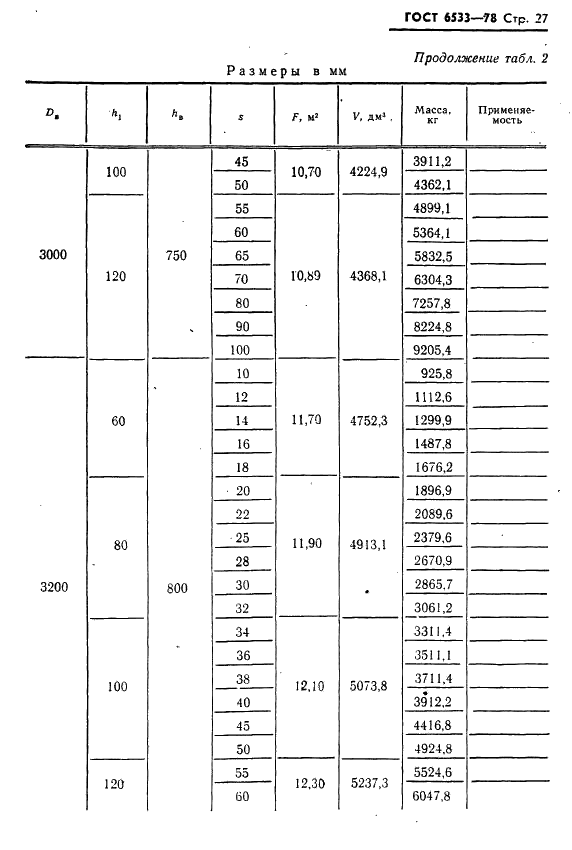 ГОСТ 6533—78 Стр. 27
Продолжение табл. 2
Размеры в мм
Dв h1 hв s F, м² V, дм³ Масса, кг Применяе-мость
3000 100 750 45 10,70 4224,9 3911,2
50 4362,1
120 55 10,89 4368,1 4899,1
60 5364,1
65 5832,5
70 6304,3
80 7257,8
90 8224,8
100 9205,4
3200 60 800 10 11,70 4752,3 925,8
12 1112,6
14 1299,9
16 1487,8
18 1676,2
80 20 11,90 4913,1 1896,9
22 2089,6
25 2379,6
28 2670,9
30 2865,7
32 3061,2
100 34 12,10 5073,8 3311,4
36 3511,1
38 3711,4
40 3912,2
45 4416,8
50 4924,8
120 55 12,30 5237,3 5524,6
60 6047,8